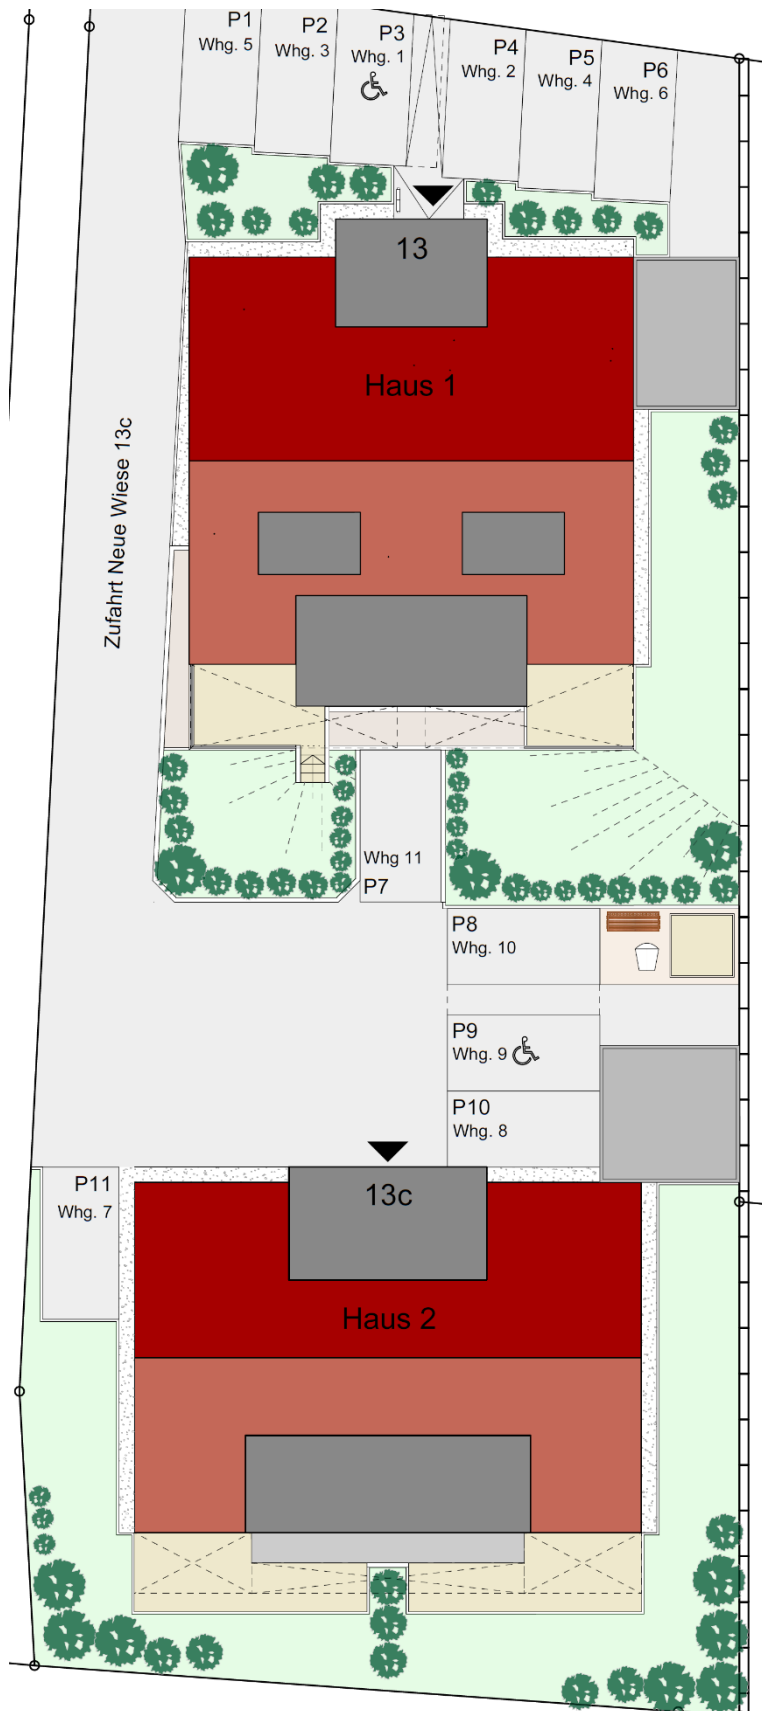 P1
Whg. 5
P2
Whg. 3
P3
Whg. 1
P4
Whg. 2
P5
Whg. 4
P6
Whg. 6
13
Haus 1
Zufahrt Neue Wiese 13c
Whg 11
P7
P8
Whg. 10
P9
Whg. 9
P10
Whg. 8
P11
Whg. 7
13c
Haus 2